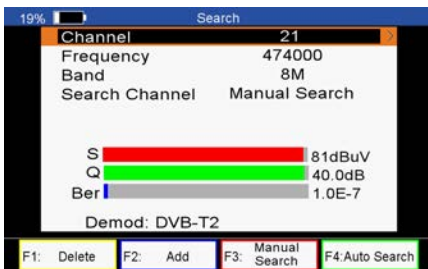 19% Search
Channel 21 >
Frequency 474000
Band 8M
Search Channel Manual Search
S 81dBuV
Q 40.0dB
Ber 1.0E-7
Demod: DVB-T2
F1: Delete F2: Add F3: Manual Search F4:Auto Search